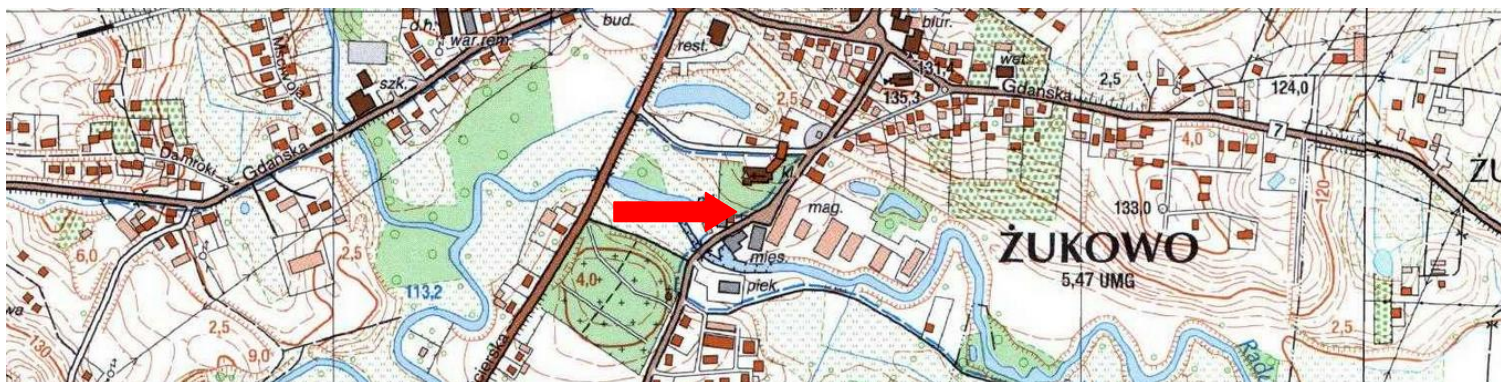 bud.
biur.
d.h.
war.rem
rest.
Gdańska
wet.
131,4
szk.
2,5
124,0
135,3
Gdańska
2,5
7
4,0
Gdańska
kl.
120
mag.
133,0
ŻUKOWO
5,47 UMG
6,0
2,5
mies.
4,0
piek.
113,2
2,5
2,5
9,0
130